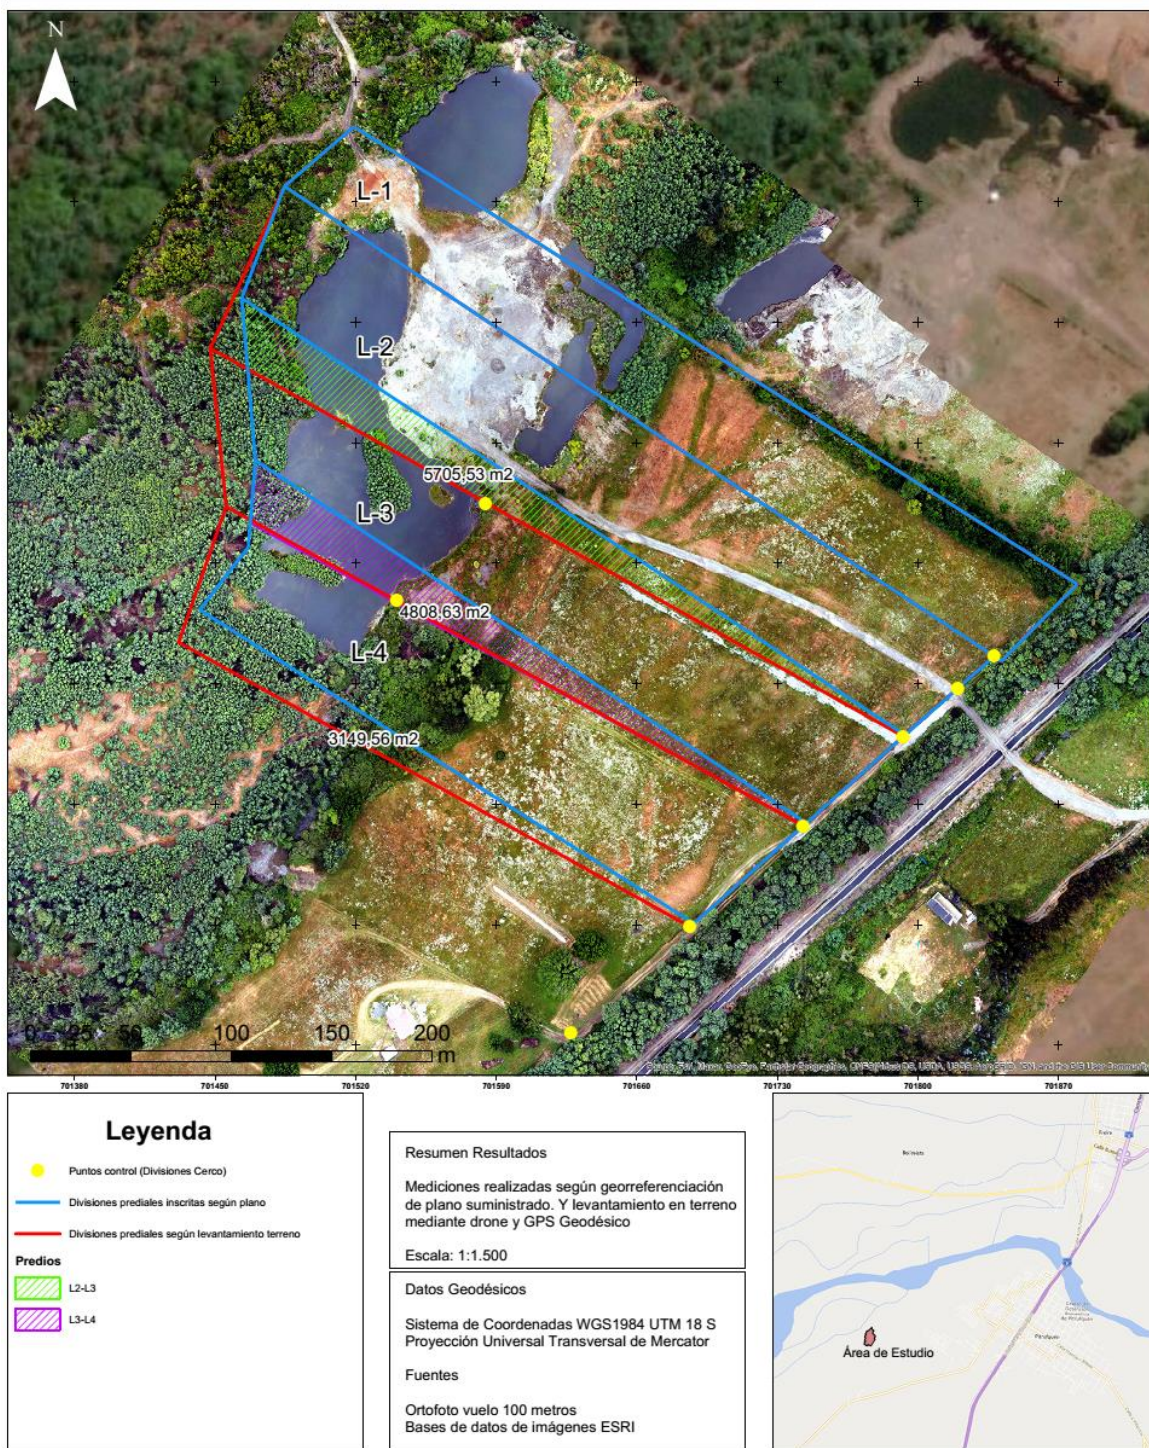 N
L-1
L-2
5705,53 m2
L-3
4808,63 m2
L-4
3149,56 m2
0 25 50 100 150 200
m
701380 701450 701520 701590 701660 701730 701800 701870
Leyenda
Puntos control (Divisiones Cerco)
Divisiones prediales inscritas según plano
Divisiones prediales según levantamiento terreno
Predios
L2-L3
L3-L4
Resumen Resultados
Mediciones realizadas según georreferenciación
de plano suministrado. Y levantamiento en terreno
mediante drone y GPS Geodésico
Escala: 1:1.500
Datos Geodésicos
Sistema de Coordenadas WGS1984 UTM 18 S
Proyección Universal Transversal de Mercator
Fuentes
Ortofoto vuelo 100 metros
Bases de datos de imágenes ESRI
Área de Estudio